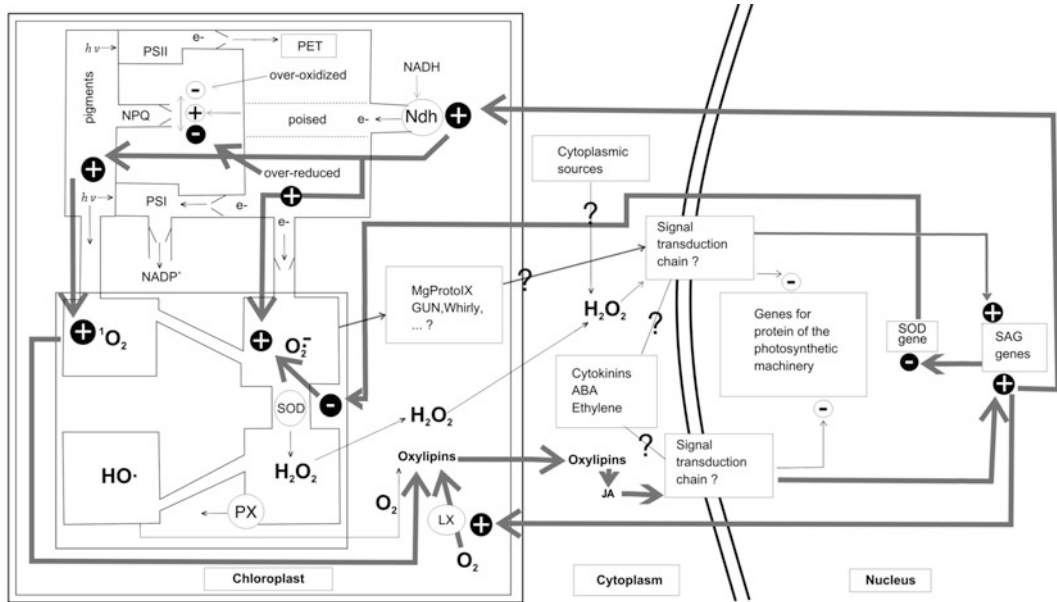 hν
PSII
e-
PET
pigments
over-oxidized
-
NADH
NPQ
+
poised
e-
Ndh
+
-
+
over-reduced
+
hν
PSI
e-
e-
NADP+
+
¹O₂
+
O₂⁻
SOD
-
H₂O₂
HO·
PX
MgProtoIX
GUN,Whirly,
... ?
?
H₂O₂
Oxylipins
O₂
LX
+
O₂
Chloroplast
Cytoplasmic
sources
?
H₂O₂
Signal
transduction
chain ?
?
Cytokinins
ABA
Ethylene
?
Oxylipins
JA
Signal
transduction
chain ?
Cytoplasm
-
Genes for
protein of the
photosynthetic
machinery
-
SOD
gene
-
+
SAG
genes
+
Nucleus